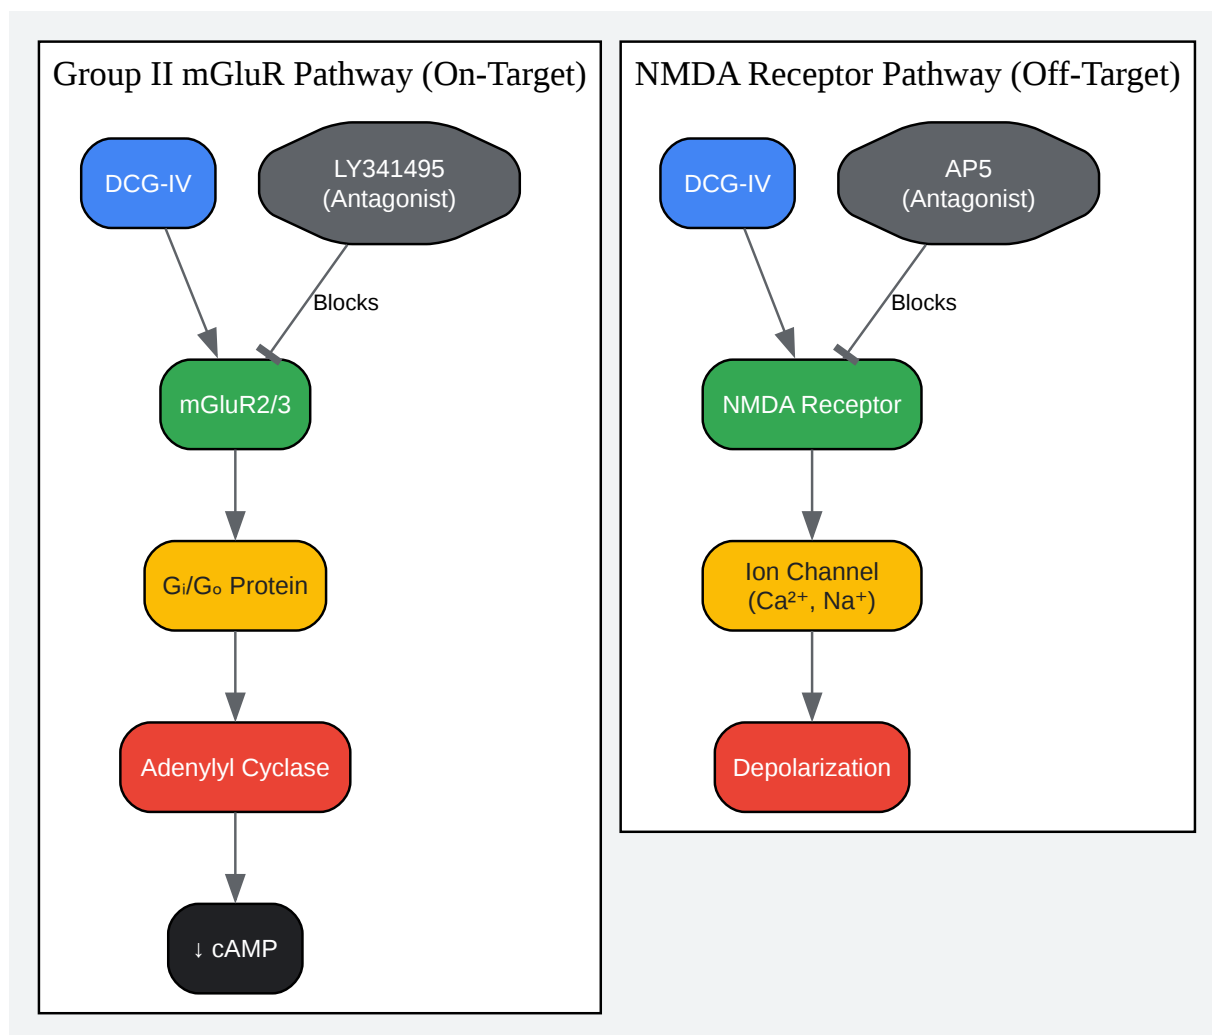 Group II mGluR Pathway (On-Target)
DCG-IV
LY341495
(Antagonist)
Blocks
mGluR2/3
Gᵢ/Gₒ Protein
Adenylyl Cyclase
↓ cAMP
NMDA Receptor Pathway (Off-Target)
DCG-IV
AP5
(Antagonist)
Blocks
NMDA Receptor
Ion Channel
(Ca²⁺, Na⁺)
Depolarization